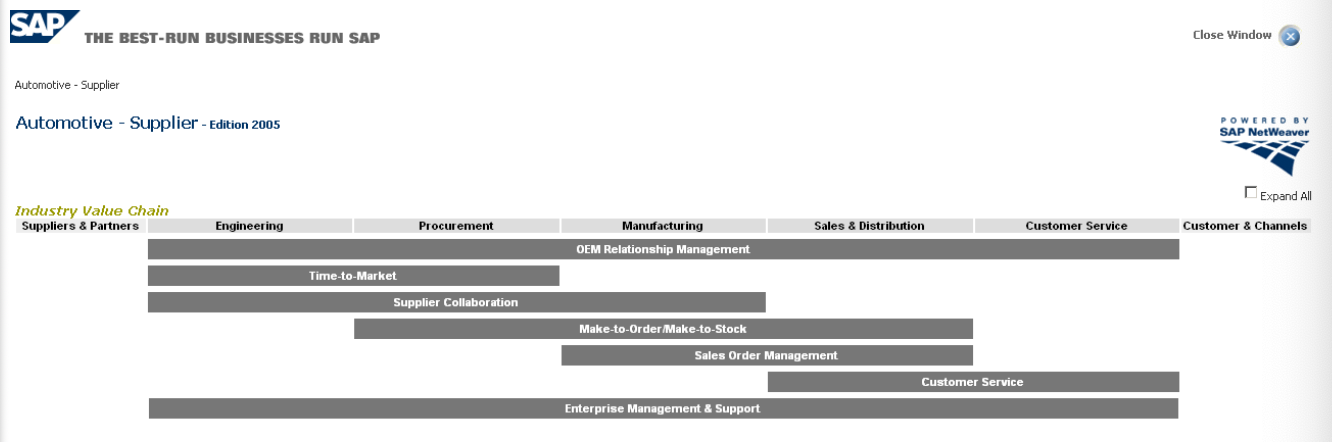 SAP THE BEST-RUN BUSINESSES RUN SAP
Close Window
Automotive - Supplier
Automotive - Supplier - Edition 2005
POWERED BY
SAP NetWeaver
Expand All
Industry Value Chain
Suppliers & Partners Engineering Procurement Manufacturing Sales & Distribution Customer Service Customer & Channels
OEM Relationship Management
Time-to-Market
Supplier Collaboration
Make-to-Order/Make-to-Stock
Sales Order Management
Customer Service
Enterprise Management & Support